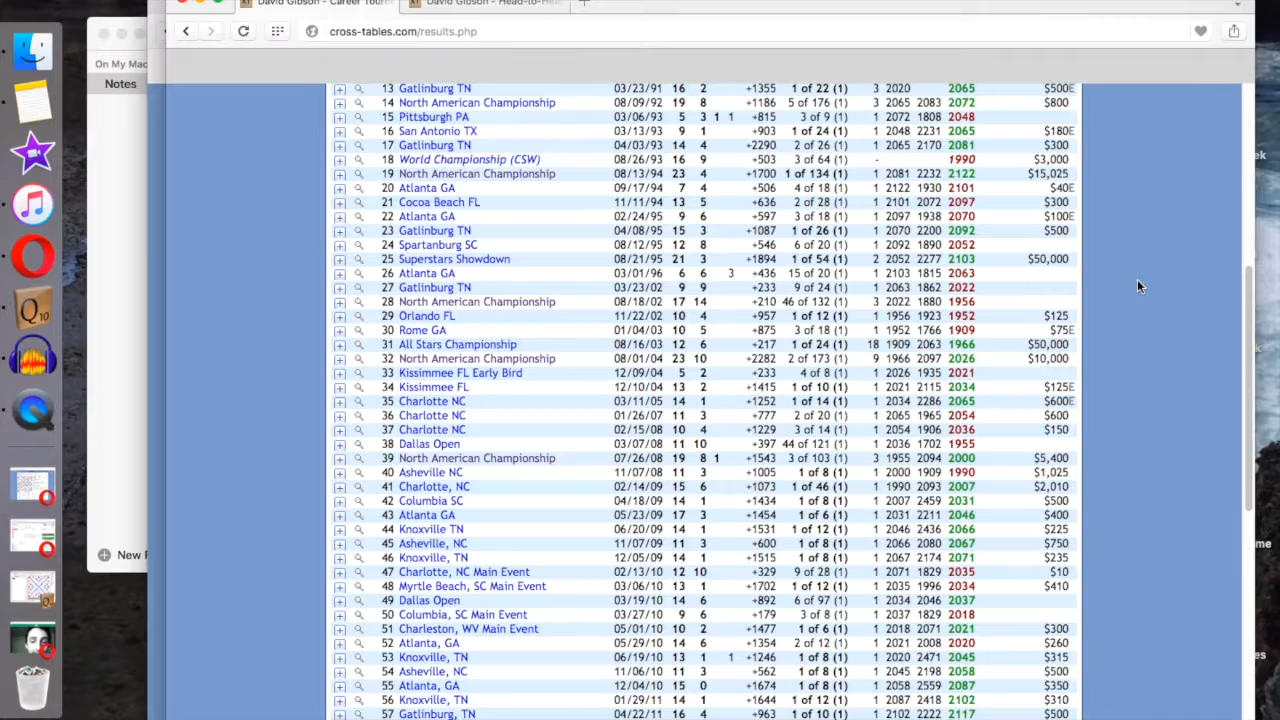 David Gibson - Career Tourn
David Gibson - Head-to-He
cross-tables.com/results.php
On My Mac
Notes
New F
13 Gatlinburg TN 03/23/91 16 2 +1355 1 of 22 (1) 3 2020 2065 $500E
14 North American Championship 08/09/92 19 8 +1186 5 of 176 (1) 3 2065 2083 2072 $800
15 Pittsburgh PA 03/06/93 5 3 1 1 +815 3 of 9 (1) 1 2072 1808 2048
16 San Antonio TX 03/13/93 9 1 +903 1 of 24 (1) 1 2048 2231 2065 $180E
17 Gatlinburg TN 04/03/93 14 4 +2290 2 of 26 (1) 1 2065 2170 2081 $300
18 World Championship (CSW) 08/26/93 16 9 +503 3 of 64 (1) - 1990 $3,000
19 North American Championship 08/13/94 23 4 +1700 1 of 134 (1) 1 2081 2232 2122 $15,025
20 Atlanta GA 09/17/94 7 4 +506 4 of 18 (1) 1 2122 1930 2101 $40E
21 Cocoa Beach FL 11/11/94 13 5 +636 2 of 28 (1) 1 2101 2072 2097 $300
22 Atlanta GA 02/24/95 9 6 +597 3 of 18 (1) 1 2097 1938 2070 $100E
23 Gatlinburg TN 04/08/95 15 3 +1087 1 of 26 (1) 1 2070 2200 2092 $500
24 Spartanburg SC 08/12/95 12 8 +546 6 of 20 (1) 1 2092 1890 2052
25 Superstars Showdown 08/21/95 21 3 +1894 1 of 54 (1) 1 2052 2277 2103 $50,000
26 Atlanta GA 03/01/96 6 6 3 +436 15 of 20 (1) 1 2103 1815 2063
27 Gatlinburg TN 03/23/02 9 9 +233 9 of 24 (1) 1 2063 1862 2022
28 North American Championship 08/18/02 17 14 +210 46 of 132 (1) 3 2022 1880 1956
29 Orlando FL 11/22/02 10 4 +957 1 of 12 (1) 1 1956 1923 1952 $125
30 Rome GA 01/04/03 10 5 +875 3 of 18 (1) 1 1952 1766 1909 $75E
31 All Stars Championship 08/16/03 12 6 +217 1 of 24 (1) 18 1909 2063 1966 $50,000
32 North American Championship 08/01/04 23 10 +2282 2 of 173 (1) 9 1966 2097 2026 $10,000
33 Kissimmee FL Early Bird 12/09/04 5 2 +233 4 of 8 (1) 1 2026 1935 2021
34 Kissimmee FL 12/10/04 13 2 +1415 1 of 10 (1) 1 2021 2115 2034 $125E
35 Charlotte NC 03/11/05 14 1 +1252 1 of 14 (1) 1 2034 2286 2065 $600E
36 Charlotte NC 01/26/07 11 3 +777 2 of 20 (1) 1 2065 1965 2054 $600
37 Charlotte NC 02/15/08 10 4 +1229 3 of 14 (1) 1 2054 1906 2036 $150
38 Dallas Open 03/07/08 11 10 +397 44 of 121 (1) 1 2036 1702 1955
39 North American Championship 07/26/08 19 8 1 +1543 3 of 103 (1) 3 1955 2094 2000 $5,400
40 Asheville NC 11/07/08 11 3 +1005 1 of 8 (1) 1 2000 1909 1990 $1,025
41 Charlotte, NC 02/14/09 15 6 +1073 1 of 46 (1) 1 1990 2093 2007 $2,010
42 Columbia SC 04/18/09 14 1 +1434 1 of 8 (1) 1 2007 2459 2031 $500
43 Atlanta GA 05/23/09 17 3 +1454 1 of 6 (1) 1 2031 2211 2046 $400
44 Knoxville TN 06/20/09 14 1 +1531 1 of 12 (1) 1 2046 2436 2066 $225
45 Asheville, NC 11/07/09 11 3 +600 1 of 8 (1) 1 2066 2080 2067 $750
46 Knoxville, TN 12/05/09 14 1 +1515 1 of 8 (1) 1 2067 2174 2071 $235
47 Charlotte, NC Main Event 02/13/10 12 10 +329 9 of 28 (1) 1 2071 1829 2035 $10
48 Myrtle Beach, SC Main Event 03/06/10 13 1 +1702 1 of 12 (1) 1 2035 1996 2034 $410
49 Dallas Open 03/19/10 14 6 +892 6 of 97 (1) 1 2034 2046 2037
50 Columbia, SC Main Event 03/27/10 9 6 +179 3 of 8 (1) 1 2037 1829 2018
51 Charleston, WV Main Event 05/01/10 10 2 +1477 1 of 6 (1) 1 2018 2071 2021 $300
52 Atlanta, GA 05/29/10 14 6 +1354 2 of 12 (1) 1 2021 2008 2020 $260
53 Knoxville, TN 06/19/10 13 1 1 +1246 1 of 8 (1) 1 2020 2471 2045 $315
54 Asheville, NC 11/06/10 11 3 +562 1 of 8 (1) 1 2045 2198 2058 $500
55 Atlanta, GA 12/04/10 15 0 +1674 1 of 8 (1) 1 2058 2559 2087 $350
56 Knoxville, TN 01/29/11 14 1 +1140 1 of 8 (1) 1 2087 2418 2102 $310
57 Gatlinburg, TN 04/22/11 16 4 +963 1 of 10 (1) 1 2102 2222 2117 $500